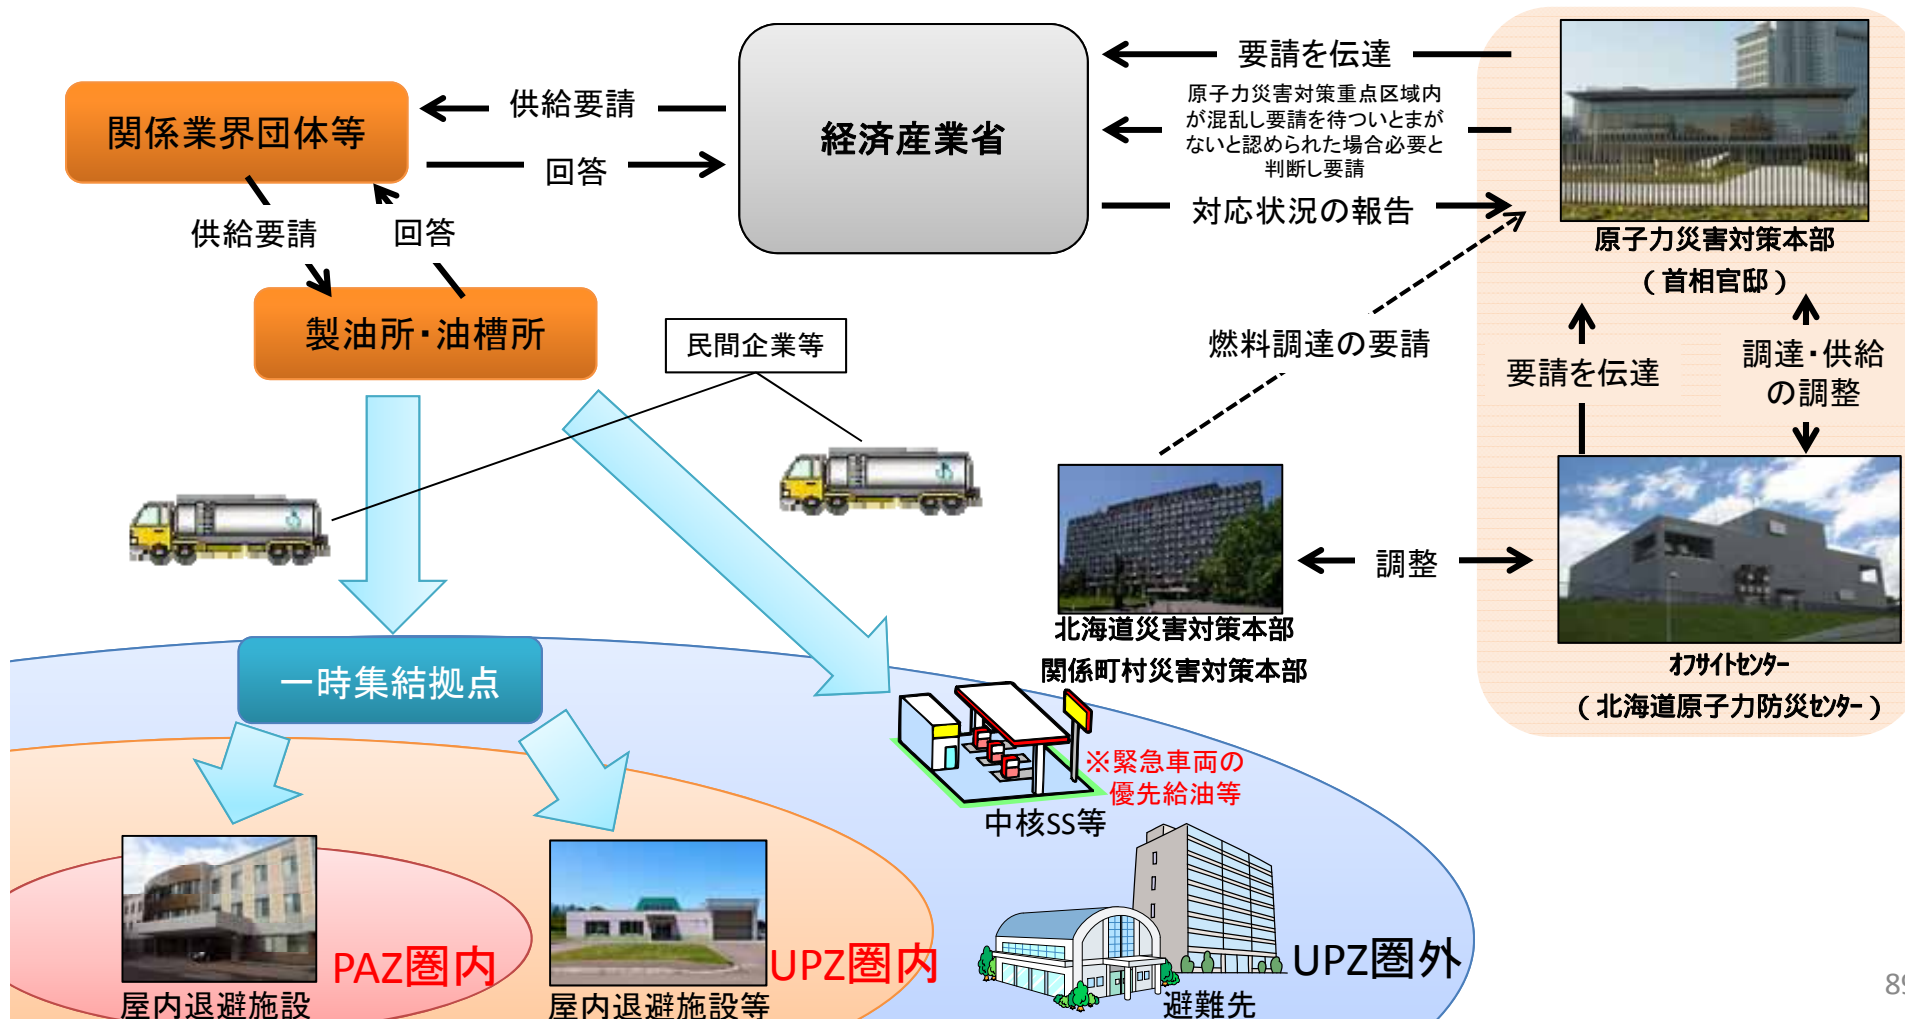 要請を伝達
関係業界団体等
供給要請
回答
経済産業省
原子力災害対策重点区域内
が混乱し要請を待ついとまが
ないと認められた場合必要と
判断し要請
対応状況の報告
原子力災害対策本部
(首相官邸)
供給要請
回答
製油所・油槽所
民間企業等
燃料調達の要請
要請を伝達
調達・供給
の調整
調整
北海道災害対策本部
関係町村災害対策本部
オフサイトセンター
(北海道原子力防災センター)
一時集結拠点
※緊急車両の
優先給油等
中核SS等
PAZ圏内
屋内退避施設
UPZ圏内
屋内退避施設等
UPZ圏外
避難先